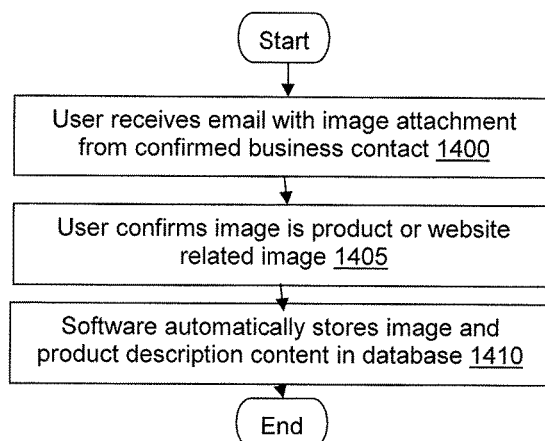 Start
User receives email with image attachment
from confirmed business contact 1400
User confirms image is product or website
related image 1405
Software automatically stores image and
product description content in database 1410
End